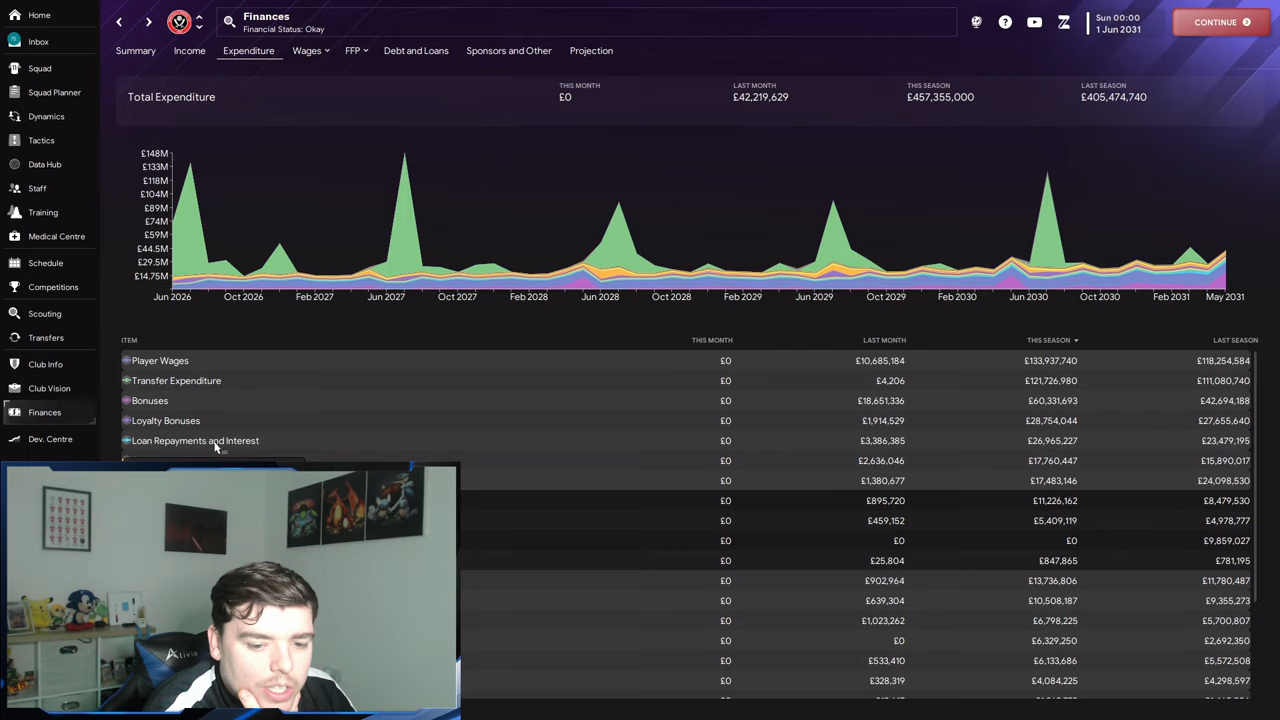 Home
Inbox
Squad
Squad Planner
Dynamics
Tactics
Data Hub
Staff
Training
Medical Centre
Schedule
Competitions
Scouting
Transfers
Club Info
Club Vision
Finances
Dev. Centre
Finances
Financial Status: Okay
Sun 00:00
1 Jun 2031
CONTINUE
Summary Income Expenditure Wages FFP Debt and Loans Sponsors and Other Projection
Total Expenditure
THIS MONTH LAST MONTH THIS SEASON LAST SEASON
£0 £42,219,629 £457,355,000 £405,474,740
£148M
£133M
£118M
£104M
£89M
£74M
£59M
£44.5M
£29.5M
£14.75M
Jun 2026 Oct 2026 Feb 2027 Jun 2027 Oct 2027 Feb 2028 Jun 2028 Oct 2028 Feb 2029 Jun 2029 Oct 2029 Feb 2030 Jun 2030 Oct 2030 Feb 2031 May 2031
ITEM THIS MONTH LAST MONTH THIS SEASON LAST SEASON
Player Wages £0 £10,685,184 £133,937,740 £118,254,584
Transfer Expenditure £0 £4,206 £121,726,980 £111,080,740
Bonuses £0 £18,651,336 £60,331,693 £42,694,188
Loyalty Bonuses £0 £1,914,529 £28,754,044 £27,655,640
Loan Repayments and Interest £0 £3,386,385 £26,965,227 £23,479,195
£0 £2,636,046 £17,760,447 £15,890,017
£0 £1,380,677 £17,483,146 £24,098,530
£0 £895,720 £11,226,162 £8,479,530
£0 £459,152 £5,409,119 £4,978,777
£0 £0 £0 £9,859,027
£0 £25,804 £847,865 £781,195
£0 £902,964 £13,736,806 £11,780,487
£0 £639,304 £10,508,187 £9,355,273
£0 £1,023,262 £6,798,225 £5,700,807
£0 £0 £6,329,250 £2,692,350
£0 £533,410 £6,133,686 £5,572,508
£0 £328,319 £4,084,225 £4,298,597